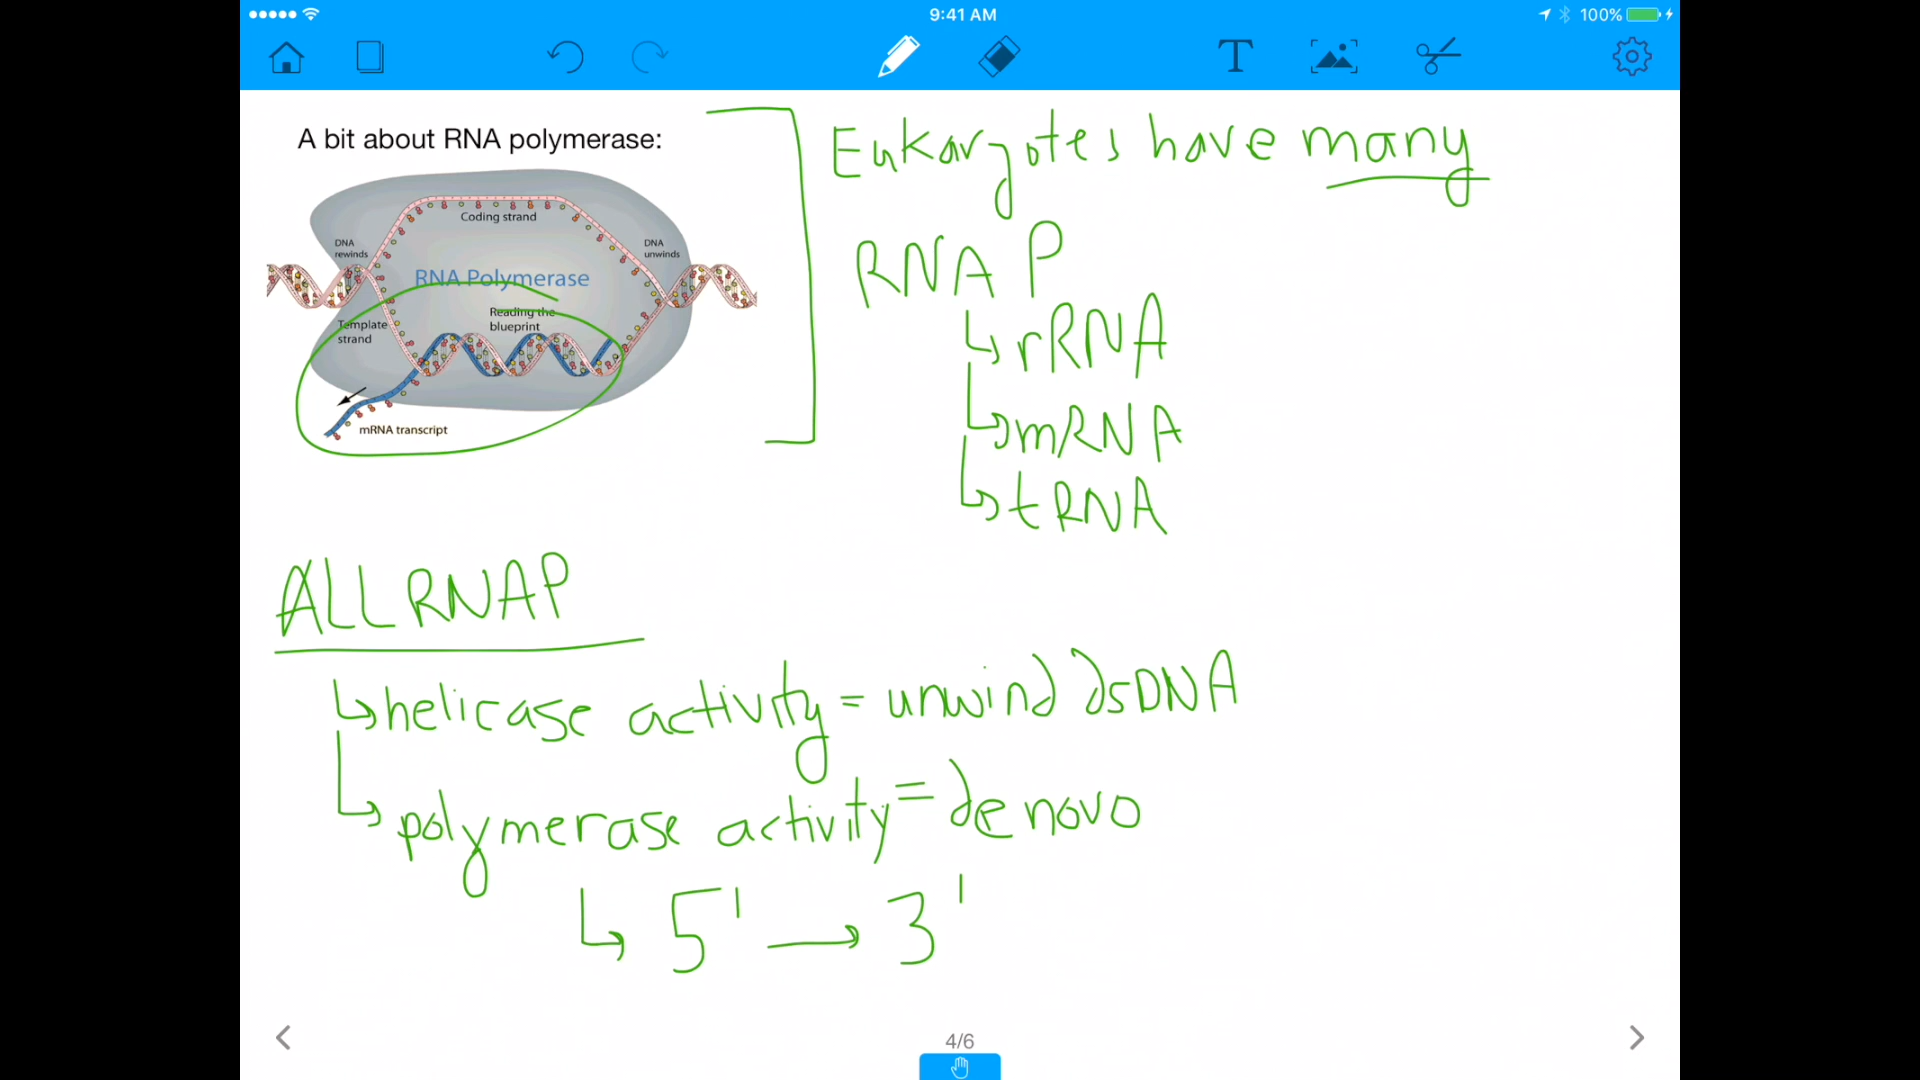 9:41 AM
100%
T
A bit about RNA polymerase:
Coding strand
DNA
rewinds
DNA
unwinds
RNA Polymerase
Reading the
blueprint
Template
strand
mRNA transcript
Eukaryotes have many
RNA P
↳ rRNA
↳ mRNA
↳ tRNA
ALL RNAP
↳ helicase activity = unwind dsDNA
↳ polymerase activity = de novo
↳ 5' → 3'
4/6